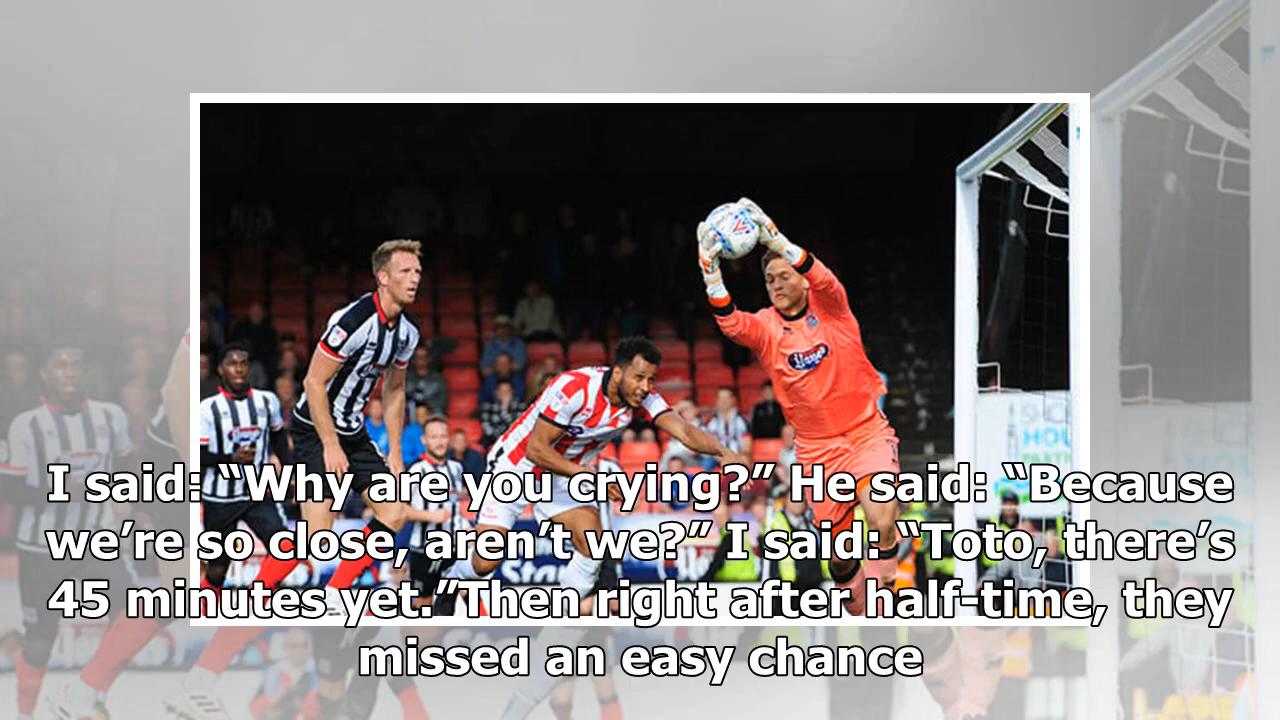 I said: “Why are you crying?” He said: “Because
we’re so close, aren’t we?” I said: “Toto, there’s
45 minutes yet.”Then right after half-time, they
missed an easy chance